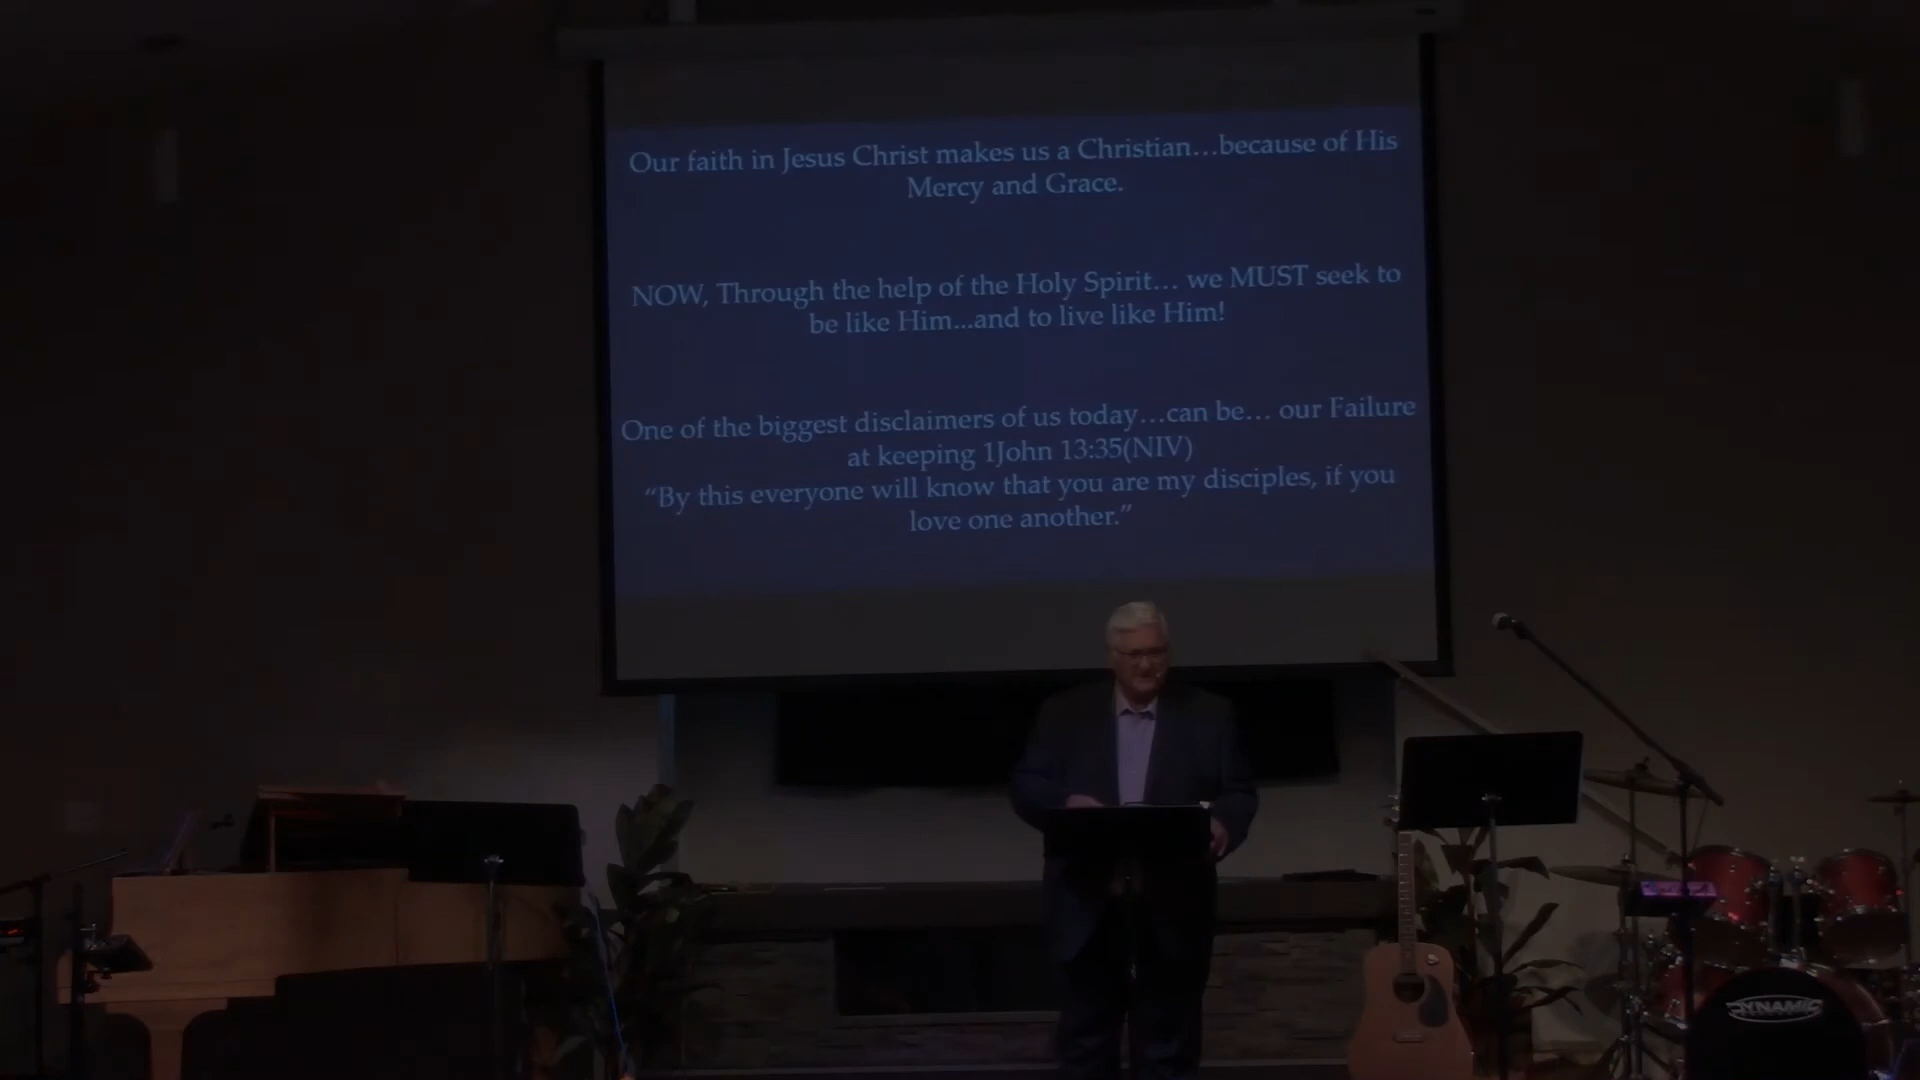 Our faith in Jesus Christ makes us a Christian...because of His
Mercy and Grace.
NOW, Through the help of the Holy Spirit... we MUST seek to
be like Him...and to live like Him!
One of the biggest disclaimers of us today...can be... our Failure
at keeping 1John 13:35(NIV)
“By this everyone will know that you are my disciples, if you
love one another.”
DYNAMIC